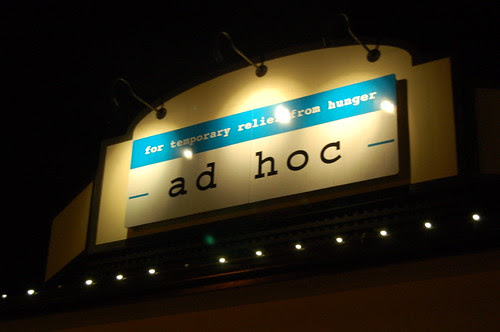 for temporary relief from hunger
- ad hoc -